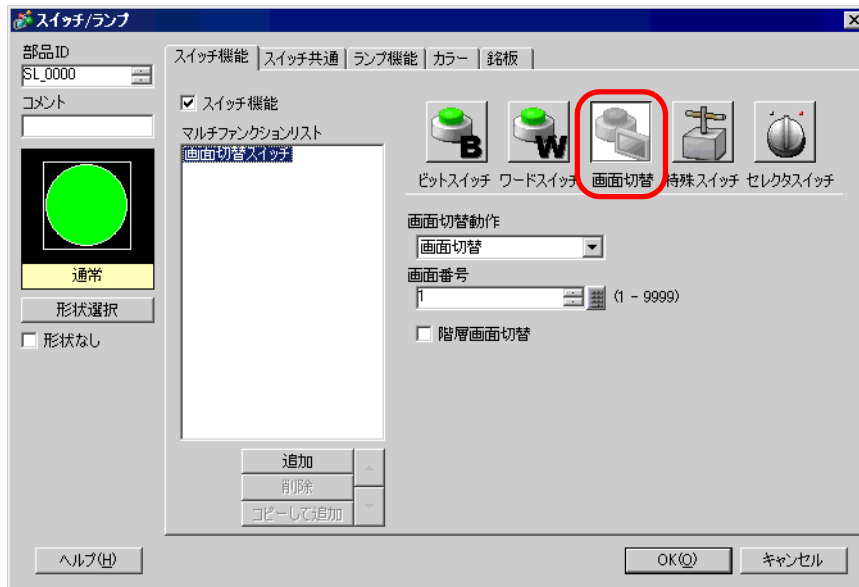 スイッチ/ランプ
部品ID
SL_0000
コメント
通常
形状選択
形状なし
スイッチ機能 スイッチ共通 ランプ機能 カラー 銘板
スイッチ機能
マルチファンクションリスト
画面切替スイッチ
追加
削除
コピーして追加
B W
ビットスイッチ ワードスイッチ 画面切替 特殊スイッチ セレクタスイッチ
画面切替動作
画面切替
画面番号
1 (1 - 9999)
階層画面切替
ヘルプ(H) OK(O) キャンセル